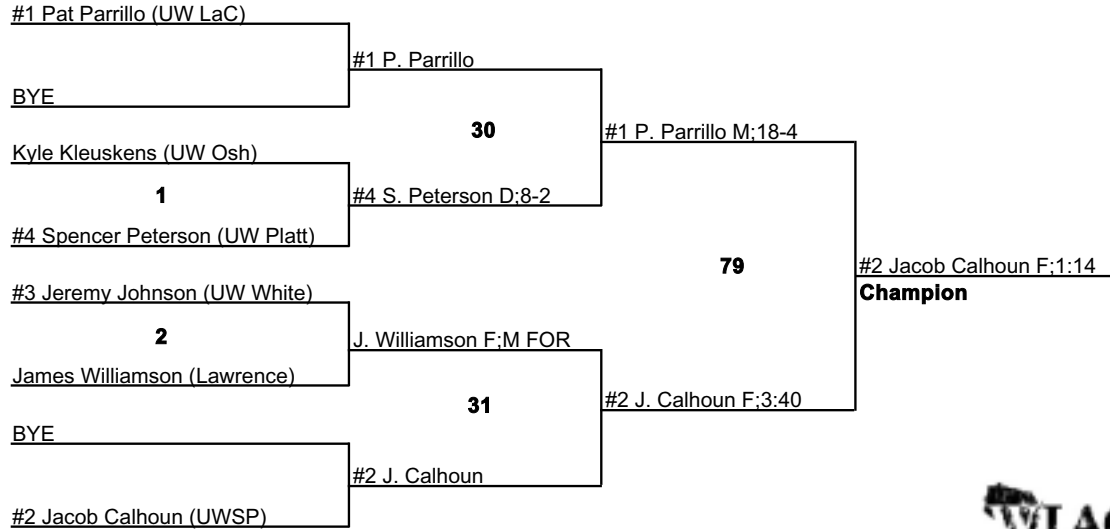 #1 Pat Parrillo (UW LaC)
#1 P. Parrillo
BYE
30
#1 P. Parrillo M;18-4
Kyle Kleuskens (UW Osh)
1
#4 S. Peterson D;8-2
#4 Spencer Peterson (UW Platt)
79
#2 Jacob Calhoun F;1:14
Champion
#3 Jeremy Johnson (UW White)
2
J. Williamson F;M FOR
James Williamson (Lawrence)
31
#2 J. Calhoun F;3:40
BYE
#2 J. Calhoun
#2 Jacob Calhoun (UWSP)